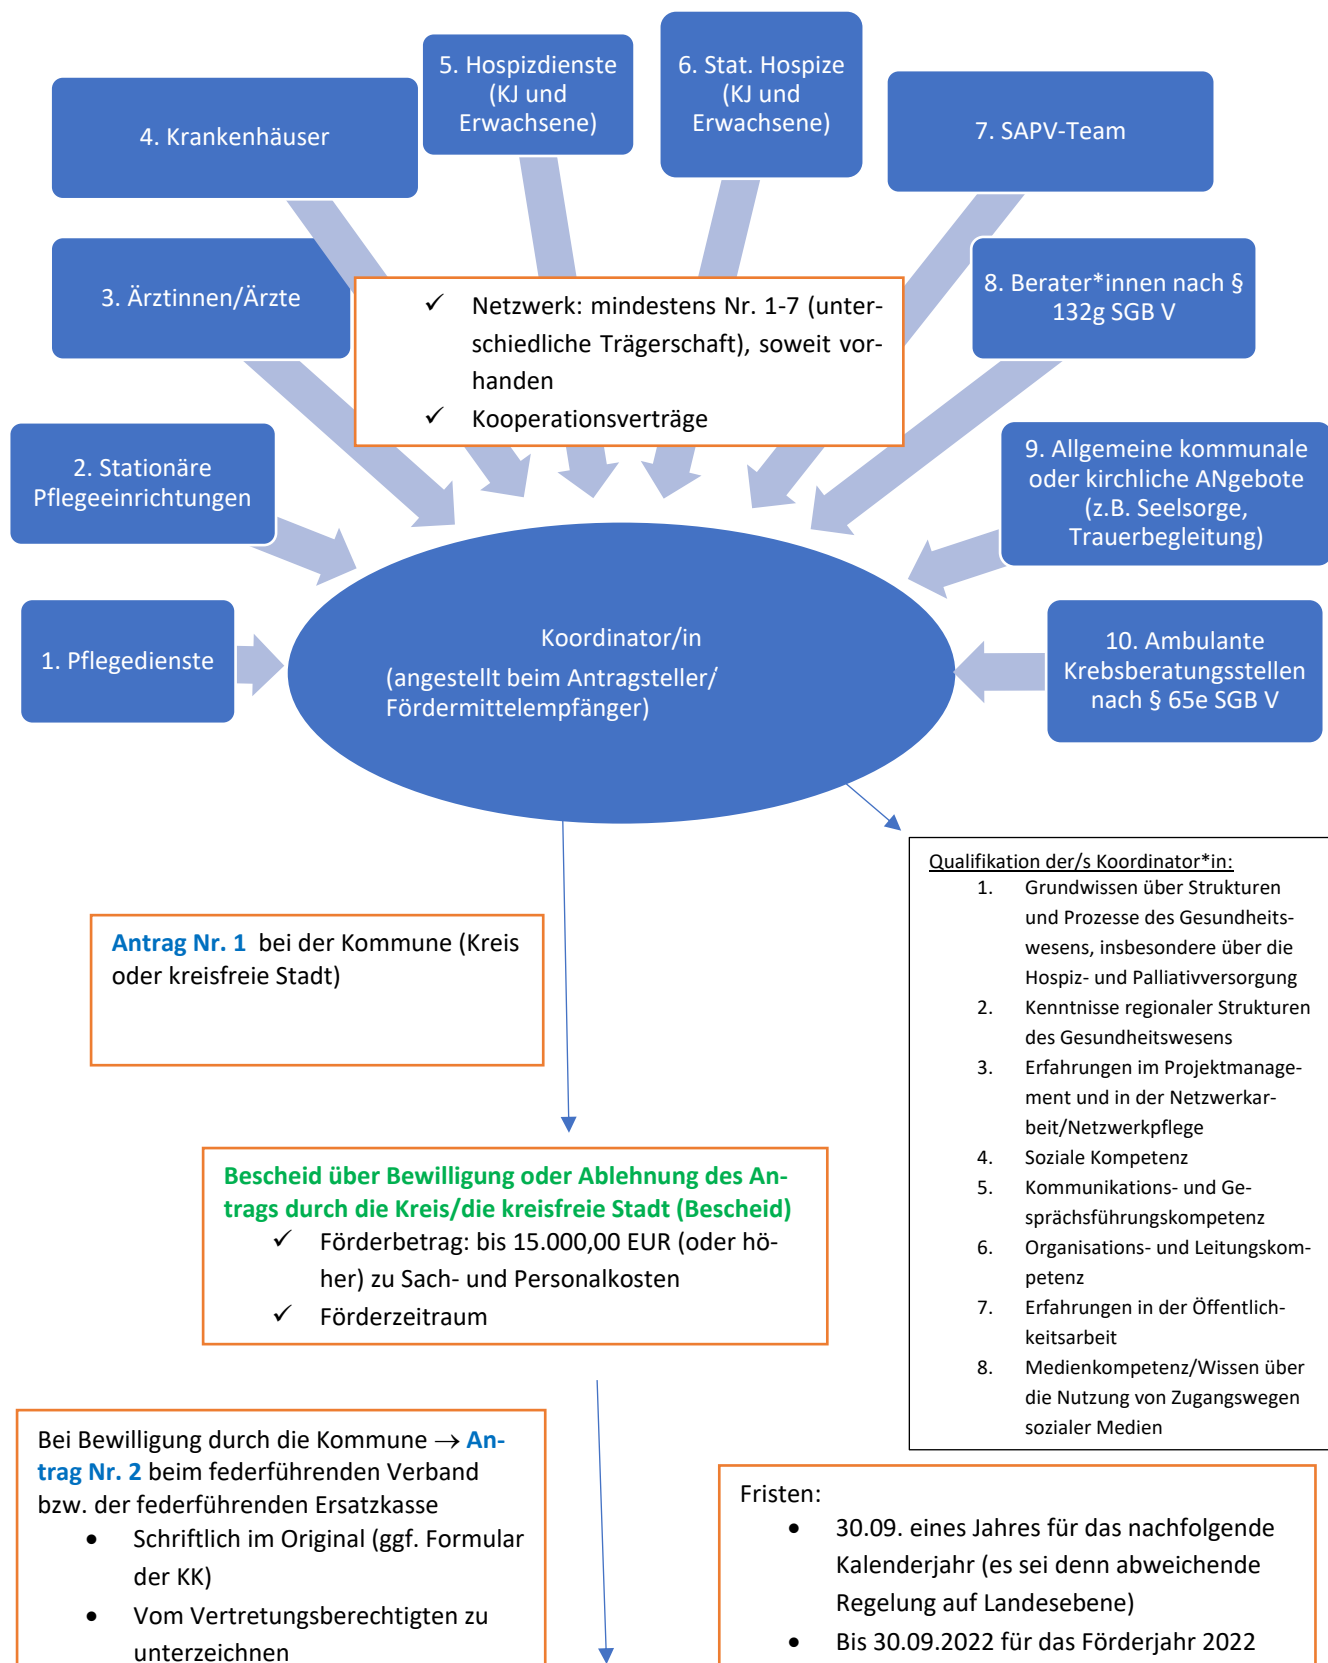 5. Hospizdienste
(KJ und
Erwachsene)
6. Stat. Hospize
(KJ und
Erwachsene)
4. Krankenhäuser
7. SAPV-Team
3. Ärztinnen/Ärzte
8. Berater*innen nach §
132g SGB V
✓ Netzwerk: mindestens Nr. 1-7 (unter-
schiedliche Trägerschaft), soweit vor-
handen
✓ Kooperationsverträge
2. Stationäre
Pflegeeinrichtungen
9. Allgemeine kommunale
oder kirchliche ANgebote
(z.B. Seelsorge,
Trauerbegleitung)
1. Pflegedienste
Koordinator/in
(angestellt beim Antragsteller/
Fördermittelempfänger)
10. Ambulante
Krebsberatungsstellen
nach § 65e SGB V
Qualifikation der/s Koordinator*in:
1. Grundwissen über Strukturen
und Prozesse des Gesundheits-
wesens, insbesondere über die
Hospiz- und Palliativversorgung
2. Kenntnisse regionaler Strukturen
des Gesundheitswesens
3. Erfahrungen im Projektmanage-
ment und in der Netzwerkar-
beit/Netzwerkpflege
4. Soziale Kompetenz
5. Kommunikations- und Ge-
sprächsführungskompetenz
6. Organisations- und Leitungskom-
petenz
7. Erfahrungen in der Öffentlich-
keitsarbeit
8. Medienkompetenz/Wissen über
die Nutzung von Zugangswegen
sozialer Medien
Antrag Nr. 1 bei der Kommune (Kreis
oder kreisfreie Stadt)
Bescheid über Bewilligung oder Ablehnung des An-
trags durch die Kreis/die kreisfreie Stadt (Bescheid)
✓ Förderbetrag: bis 15.000,00 EUR (oder hö-
her) zu Sach- und Personalkosten
✓ Förderzeitraum
Bei Bewilligung durch die Kommune → An-
trag Nr. 2 beim federführenden Verband
bzw. der federführenden Ersatzkasse
• Schriftlich im Original (ggf. Formular
der KK)
• Vom Vertretungsberechtigten zu
unterzeichnen
Fristen:
• 30.09. eines Jahres für das nachfolgende
Kalenderjahr (es sei denn abweichende
Regelung auf Landesebene)
• Bis 30.09.2022 für das Förderjahr 2022